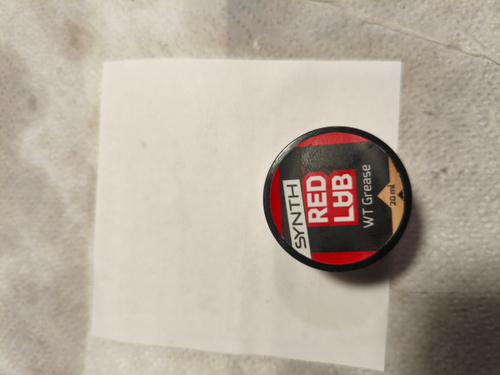 SYNTH
RED
LUB
WT Grease
20 ml